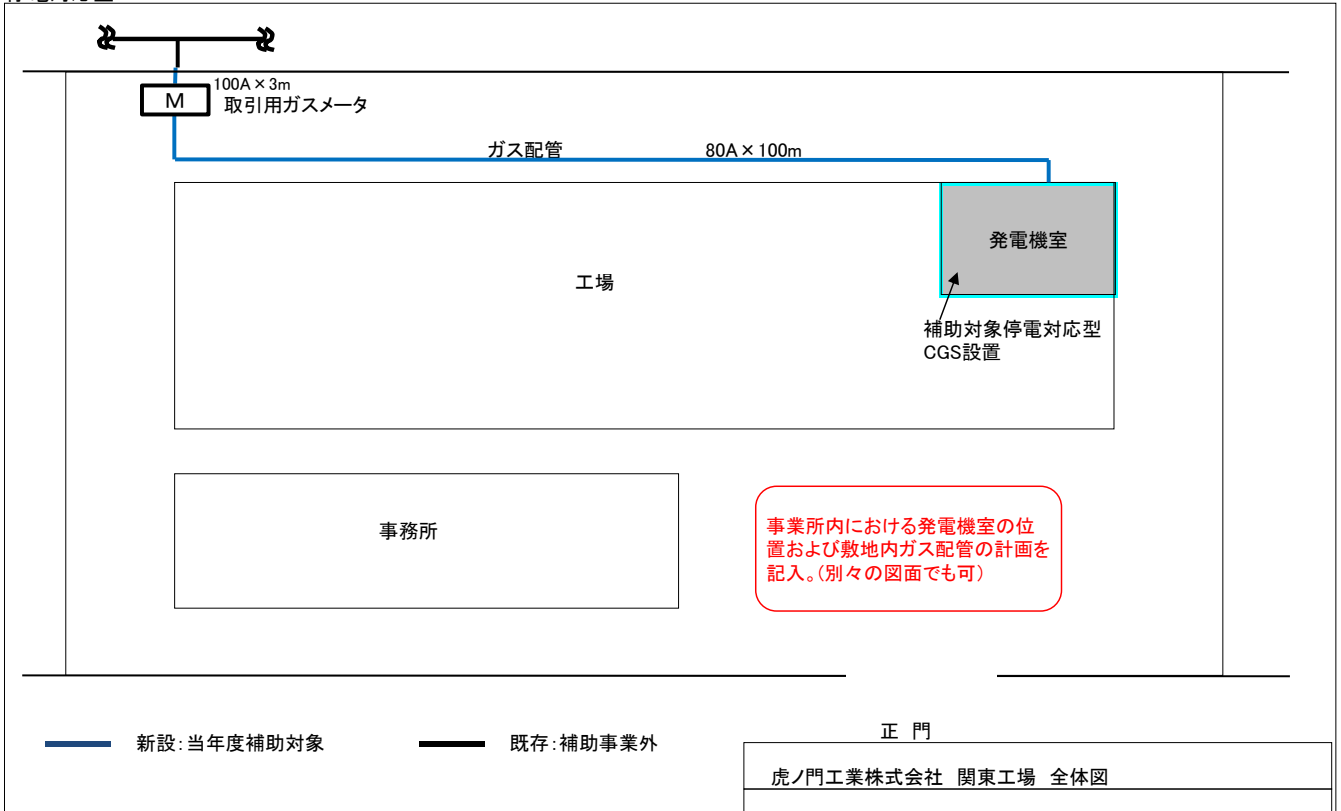 100A×3m
M
取引用ガスメータ
ガス配管 80A×100m
発電機室
工場
補助対象停電対応型
CGS設置
事務所
事業所内における発電機室の位
置および敷地内ガス配管の計画を
記入。(別々の図面でも可)
正 門
新設:当年度補助対象
既存:補助事業外
虎ノ門工業株式会社 関東工場 全体図